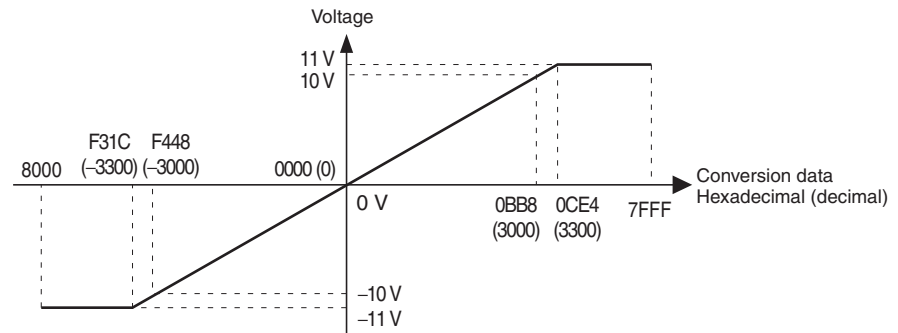 Voltage
11 V
10 V
F31C F448
8000 (–3300) (–3000) 0000 (0)
Conversion data
Hexadecimal (decimal)
0 V
0BB8 0CE4 7FFF
(3000) (3300)
–10 V
–11 V